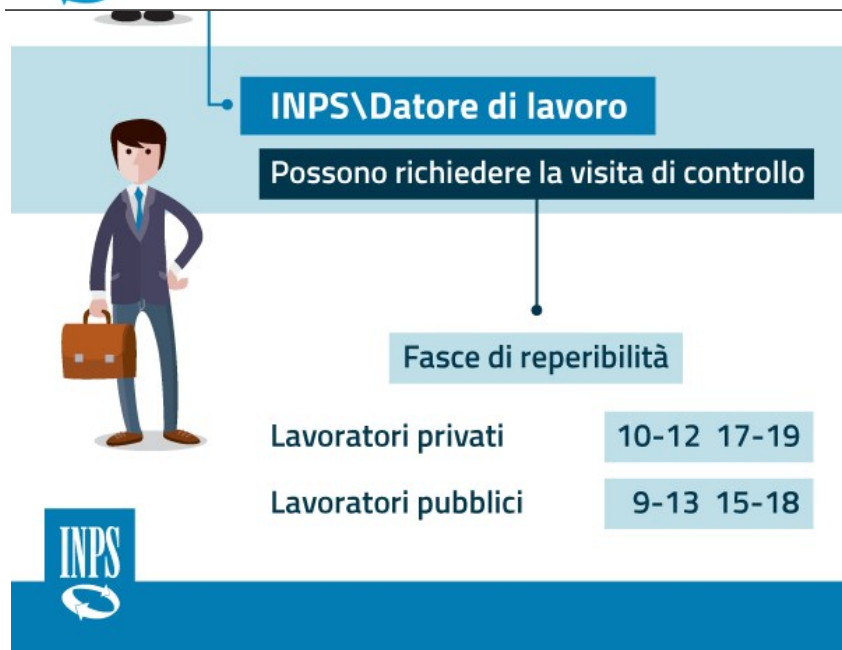 INPS\Datore di lavoro
Possono richiedere la visita di controllo
Fasce di reperibilità
Lavoratori privati 10-12 17-19
Lavoratori pubblici 9-13 15-18
INPS